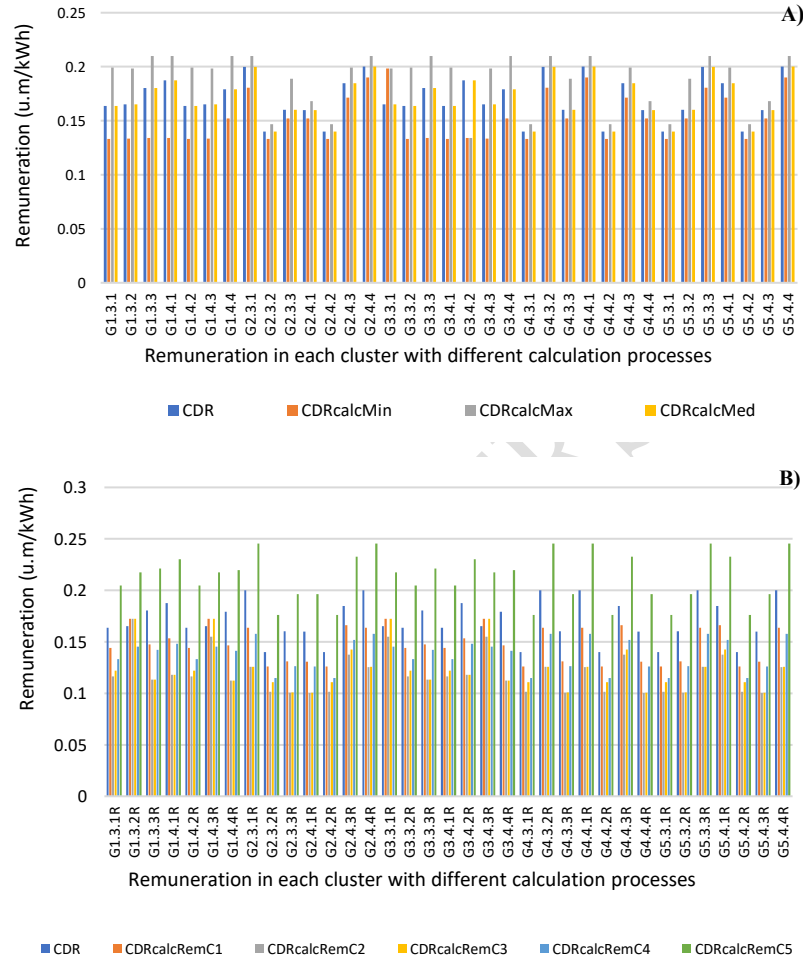 A)
0.25
0.2
0.15
0.1
0.05
0
Remuneration (u.m/kWh)
G1.3.1 G1.3.2 G1.3.3 G1.4.1 G1.4.2 G1.4.3 G1.4.4 G2.3.1 G2.3.2 G2.3.3 G2.4.1 G2.4.2 G2.4.3 G2.4.4 G3.3.1 G3.3.2 G3.3.3 G3.4.1 G3.4.2 G3.4.3 G3.4.4 G4.3.1 G4.3.2 G4.3.3 G4.4.1 G4.4.2 G4.4.3 G4.4.4 G5.3.1 G5.3.2 G5.3.3 G5.4.1 G5.4.2 G5.4.3 G5.4.4
Remuneration in each cluster with different calculation processes
CDR CDRcalcMin CDRcalcMax CDRcalcMed
B)
0.3
0.25
0.2
0.15
0.1
0.05
0
Remuneration (u.m/kWh)
G1.3.1R G1.3.2R G1.3.3R G1.4.1R G1.4.2R G1.4.3R G1.4.4R G2.3.1R G2.3.2R G2.3.3R G2.4.1R G2.4.2R G2.4.3R G2.4.4R G3.3.1R G3.3.2R G3.3.3R G3.4.1R G3.4.2R G3.4.3R G3.4.4R G4.3.1R G4.3.2R G4.3.3R G4.4.1R G4.4.2R G4.4.3R G4.4.4R G5.3.1R G5.3.2R G5.3.3R G5.4.1R G5.4.2R G5.4.3R G5.4.4R
Remuneration in each cluster with different calculation processes
CDR CDRcalcRemC1 CDRcalcRemC2 CDRcalcRemC3 CDRcalcRemC4 CDRcalcRemC5